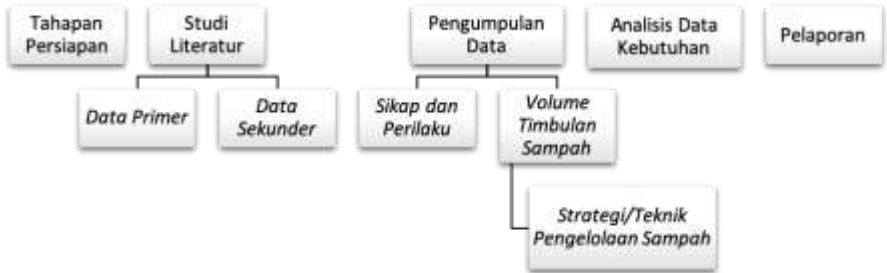 Tahapan
Persiapan
Studi
Literatur
Pengumpulan
Data
Analisis Data
Kebutuhan
Pelaporan
Data Primer
Data
Sekunder
Sikap dan
Perilaku
Volume
Timbulan
Sampah
Strategi/Teknik
Pengelolaan Sampah